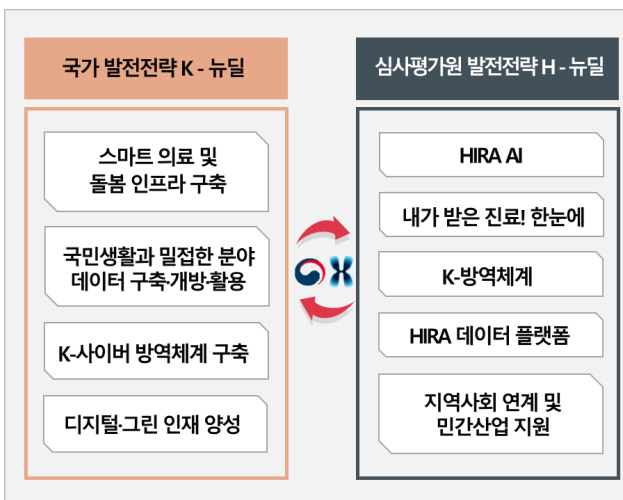 국가 발전전략 K - 뉴딜
스마트 의료 및
돌봄 인프라 구축
국민생활과 밀접한 분야
데이터 구축·개방·활용
K-사이버 방역체계 구축
디지털·그린 인재 양성
심사평가원 발전전략 H - 뉴딜
HIRA AI
내가 받은 진료! 한눈에
K-방역체계
HIRA 데이터 플랫폼
지역사회 연계 및
민간산업 지원